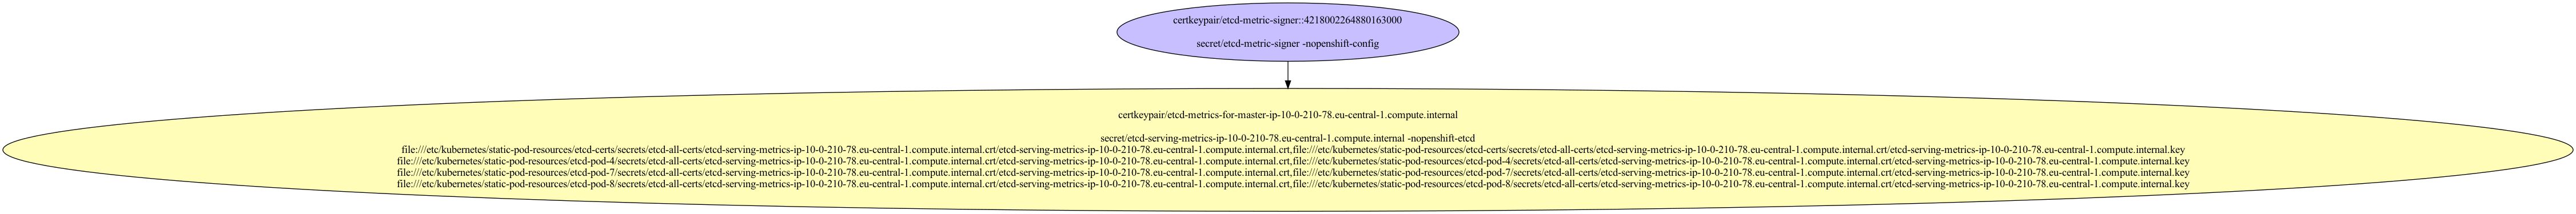 certkeypair/etcd-metric-signer::4218002264880163000
secret/etcd-metric-signer -nopenshift-config
certkeypair/etcd-metrics-for-master-ip-10-0-210-78.eu-central-1.compute.internal
secret/etcd-serving-metrics-ip-10-0-210-78.eu-central-1.compute.internal -nopenshift-etcd
file:///etc/kubernetes/static-pod-resources/etcd-certs/secrets/etcd-all-certs/etcd-serving-metrics-ip-10-0-210-78.eu-central-1.compute.internal.crt/etcd-serving-metrics-ip-10-0-210-78.eu-central-1.compute.internal.crt,file:///etc/kubernetes/static-pod-resources/etcd-certs/secrets/etcd-all-certs/etcd-serving-metrics-ip-10-0-210-78.eu-central-1.compute.internal.crt/etcd-serving-metrics-ip-10-0-210-78.eu-central-1.compute.internal.key
file:///etc/kubernetes/static-pod-resources/etcd-pod-4/secrets/etcd-all-certs/etcd-serving-metrics-ip-10-0-210-78.eu-central-1.compute.internal.crt/etcd-serving-metrics-ip-10-0-210-78.eu-central-1.compute.internal.crt,file:///etc/kubernetes/static-pod-resources/etcd-pod-4/secrets/etcd-all-certs/etcd-serving-metrics-ip-10-0-210-78.eu-central-1.compute.internal.crt/etcd-serving-metrics-ip-10-0-210-78.eu-central-1.compute.internal.key
file:///etc/kubernetes/static-pod-resources/etcd-pod-7/secrets/etcd-all-certs/etcd-serving-metrics-ip-10-0-210-78.eu-central-1.compute.internal.crt/etcd-serving-metrics-ip-10-0-210-78.eu-central-1.compute.internal.crt,file:///etc/kubernetes/static-pod-resources/etcd-pod-7/secrets/etcd-all-certs/etcd-serving-metrics-ip-10-0-210-78.eu-central-1.compute.internal.crt/etcd-serving-metrics-ip-10-0-210-78.eu-central-1.compute.internal.key
file:///etc/kubernetes/static-pod-resources/etcd-pod-8/secrets/etcd-all-certs/etcd-serving-metrics-ip-10-0-210-78.eu-central-1.compute.internal.crt/etcd-serving-metrics-ip-10-0-210-78.eu-central-1.compute.internal.crt,file:///etc/kubernetes/static-pod-resources/etcd-pod-8/secrets/etcd-all-certs/etcd-serving-metrics-ip-10-0-210-78.eu-central-1.compute.internal.crt/etcd-serving-metrics-ip-10-0-210-78.eu-central-1.compute.internal.key